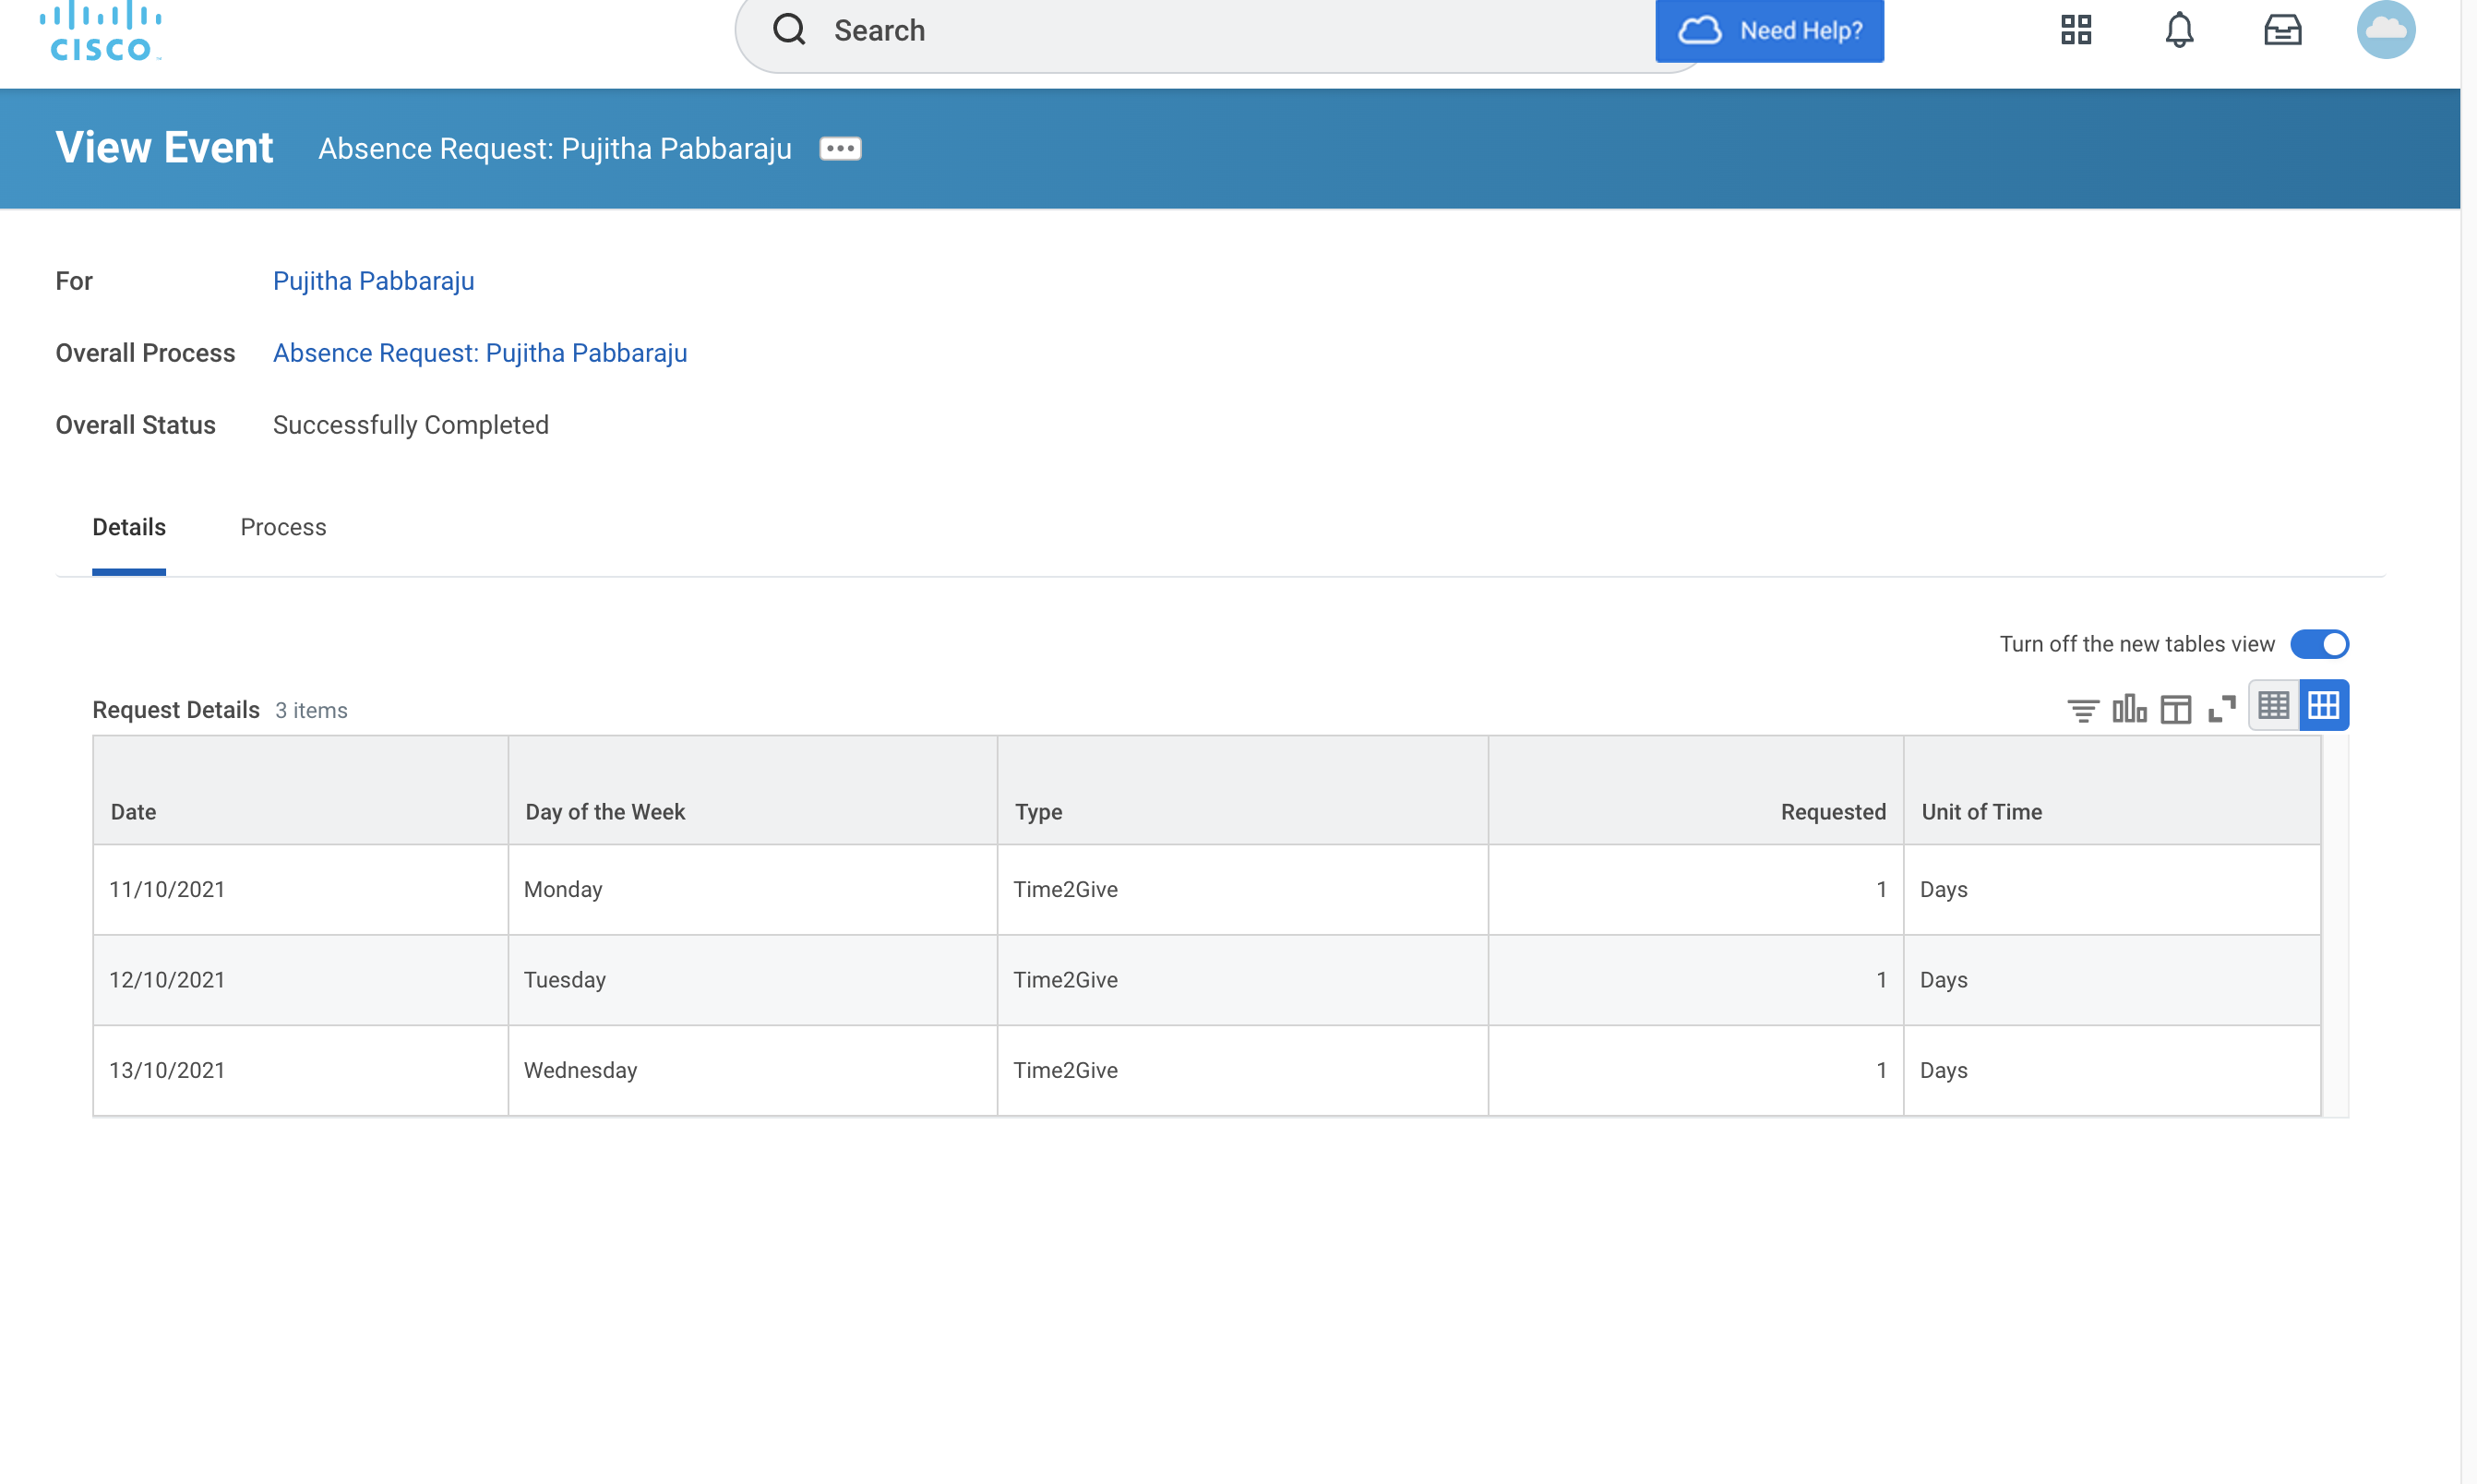 CISCO
Search
Need Help?
View Event
Absence Request: Pujitha Pabbaraju
For
Pujitha Pabbaraju
Overall Process
Absence Request: Pujitha Pabbaraju
Overall Status
Successfully Completed
Details
Process
Turn off the new tables view
Request Details 3 items
Date Day of the Week Type Requested Unit of Time
11/10/2021 Monday Time2Give 1 Days
12/10/2021 Tuesday Time2Give 1 Days
13/10/2021 Wednesday Time2Give 1 Days